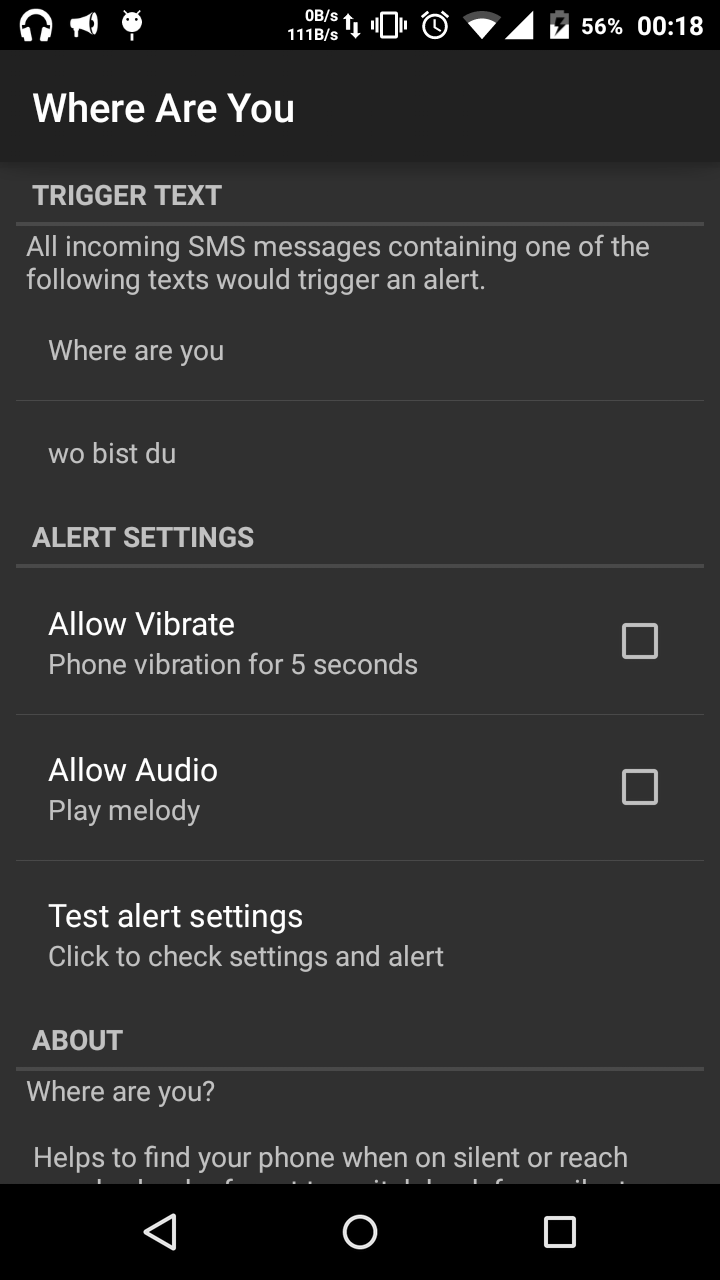 0B/s
111B/s
56% 00:18
Where Are You
TRIGGER TEXT
All incoming SMS messages containing one of the
following texts would trigger an alert.
Where are you
wo bist du
ALERT SETTINGS
Allow Vibrate
Phone vibration for 5 seconds
Allow Audio
Play melody
Test alert settings
Click to check settings and alert
ABOUT
Where are you?
Helps to find your phone when on silent or reach